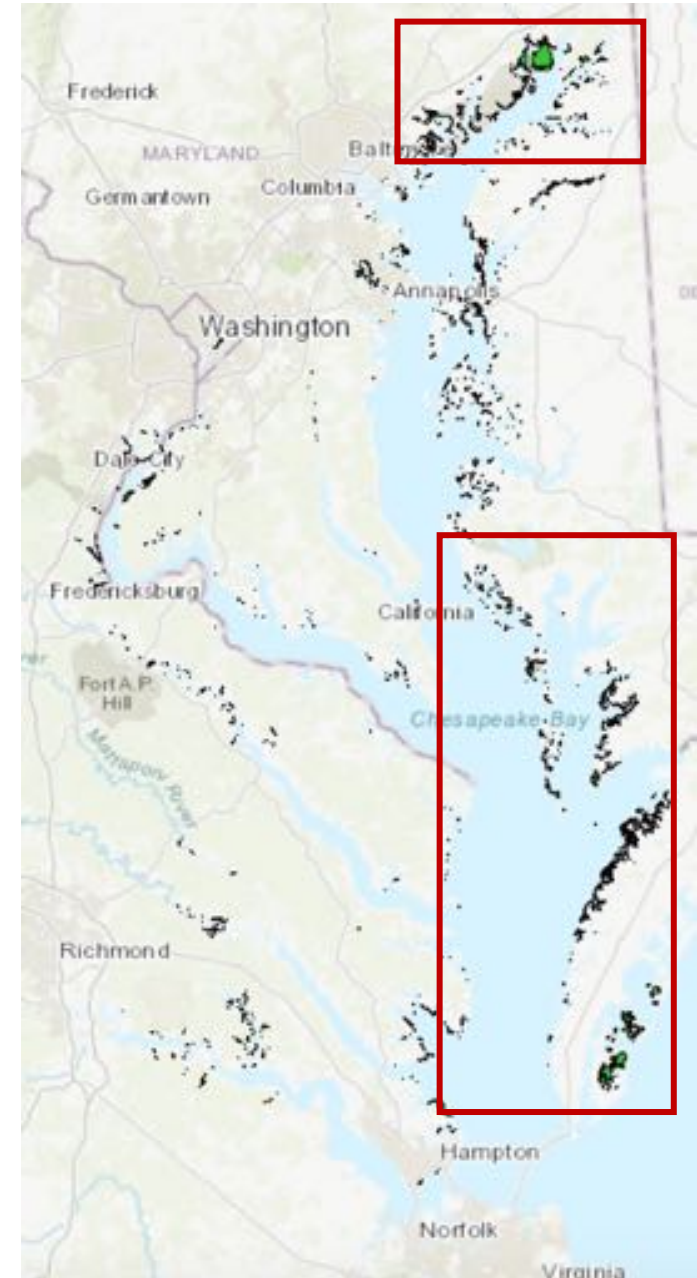 Frederick
MARYLAND
Columbia
Germantown
Annapolis
Washington
Dale City
Fredericksburg
California
Fort A.P.
Hill
Chesapeake Bay
Mattaponi River
Richmond
Hampton
Norfolk
Virginia